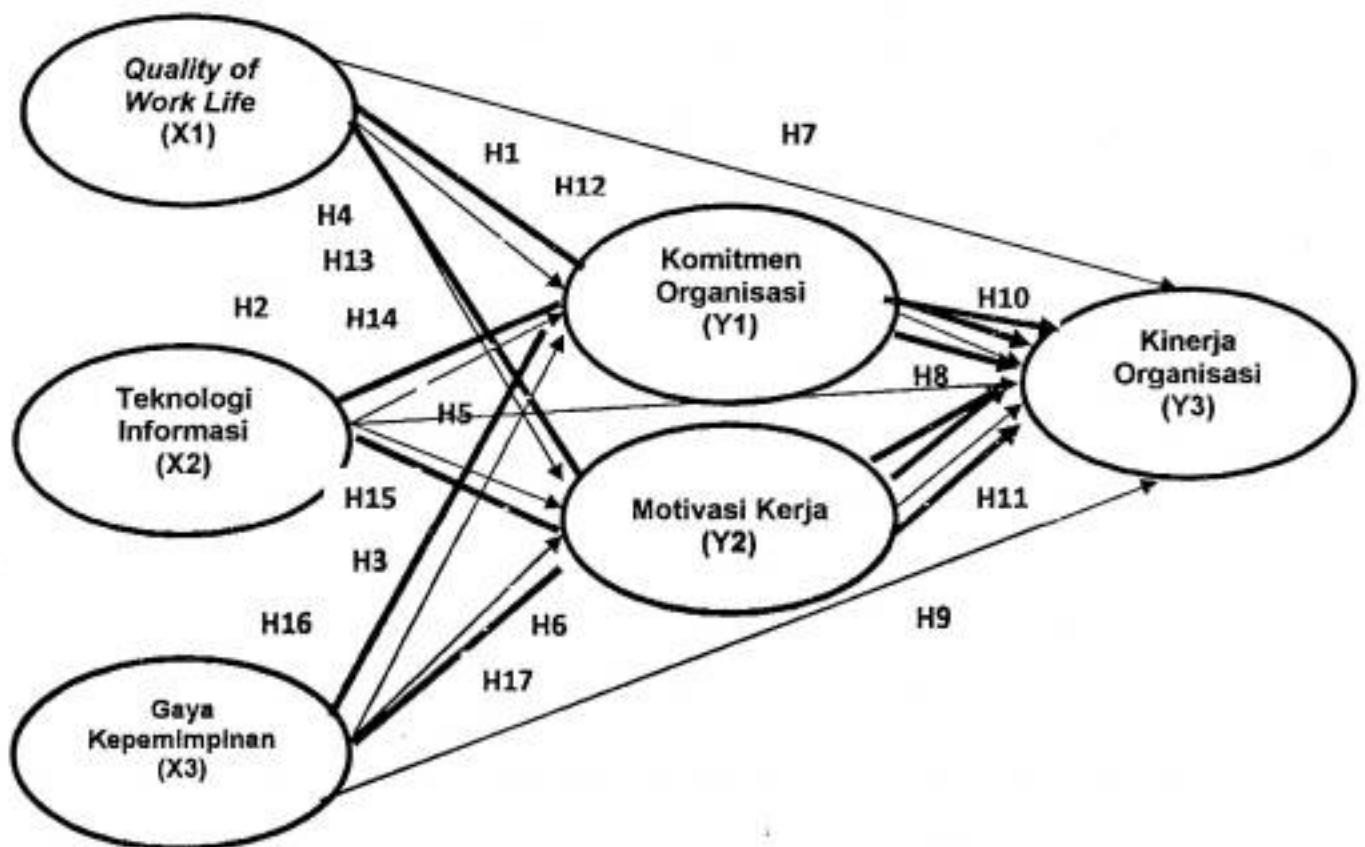 Quality of
Work Life
(X1)
H7
H1
H12
H4
H13
Komitmen
Organisasi
(Y1)
H2
H14
H10
Kinerja
Organisasi
(Y3)
H8
Teknologi
Informasi
(X2)
H5
H15
Motivasi Kerja
(Y2)
H11
H3
H16
H6
H9
H17
Gaya
Kepemimpinan
(X3)